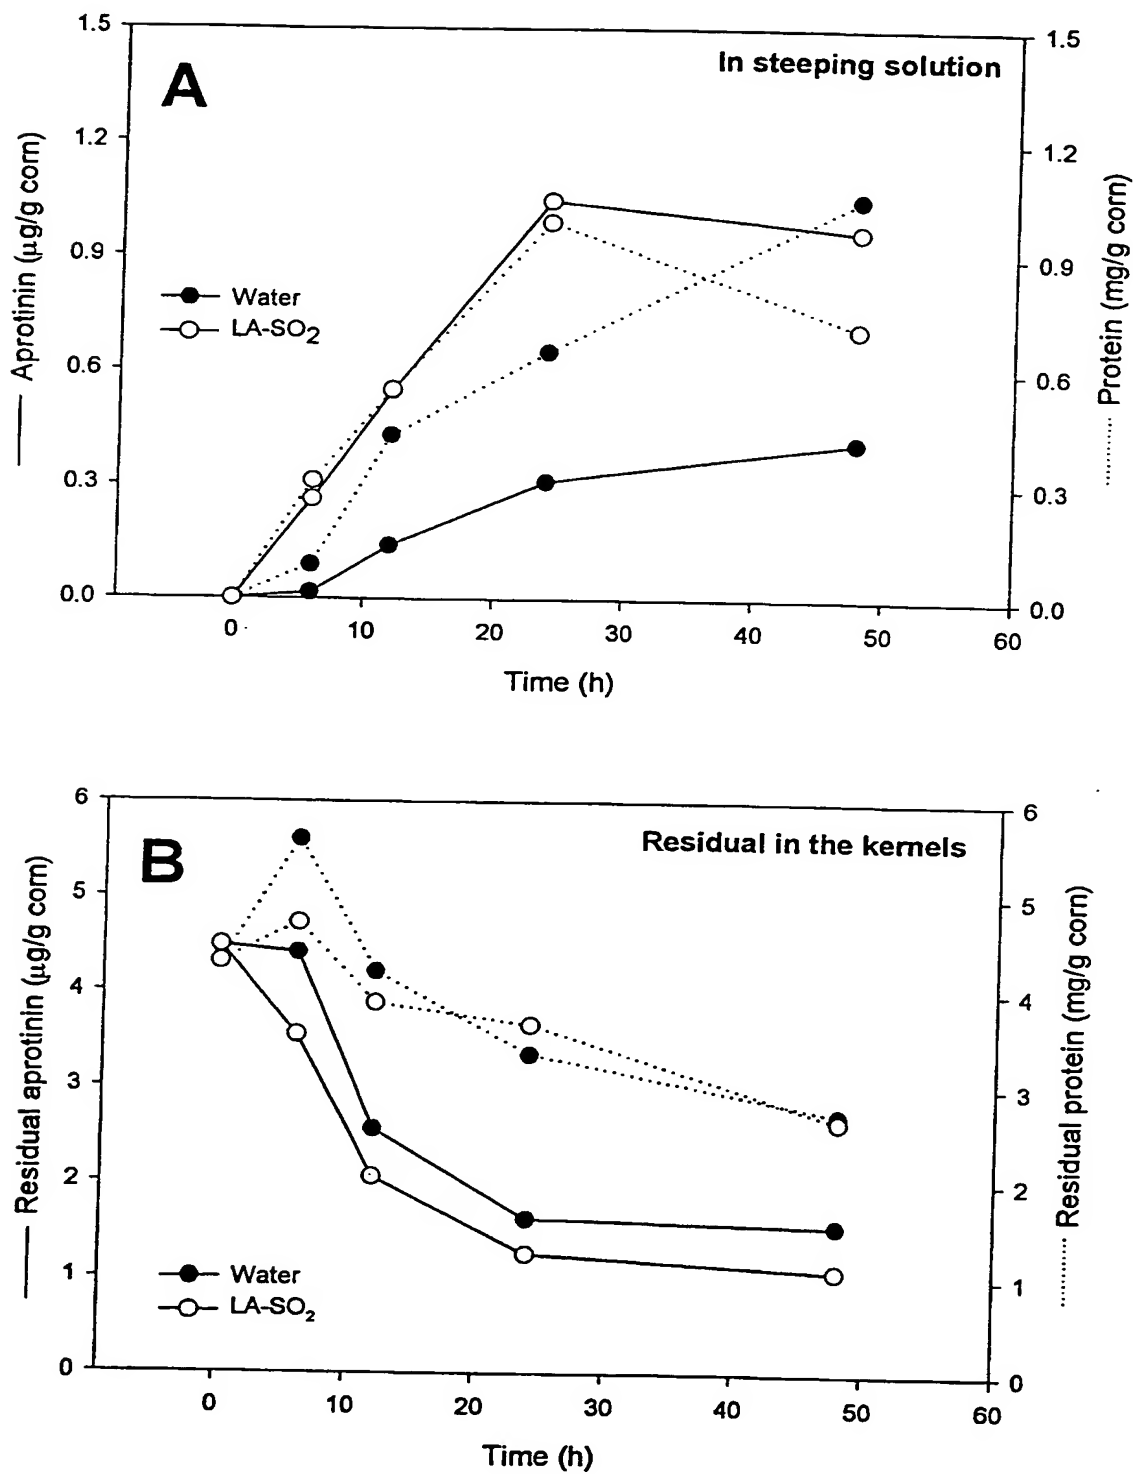 A
In steeping solution
Aprotinin (µg/g corn)
Protein (mg/g corn)
1.5
1.2
0.9
0.6
0.3
0.0
1.5
1.2
0.9
0.6
0.3
0.0
Water
LA-SO₂
0 10 20 30 40 50 60
Time (h)
B
Residual in the kernels
Residual aprotinin (µg/g corn)
Residual protein (mg/g corn)
6
5
4
3
2
1
0
6
5
4
3
2
1
0
Water
LA-SO₂
0 10 20 30 40 50 60
Time (h)